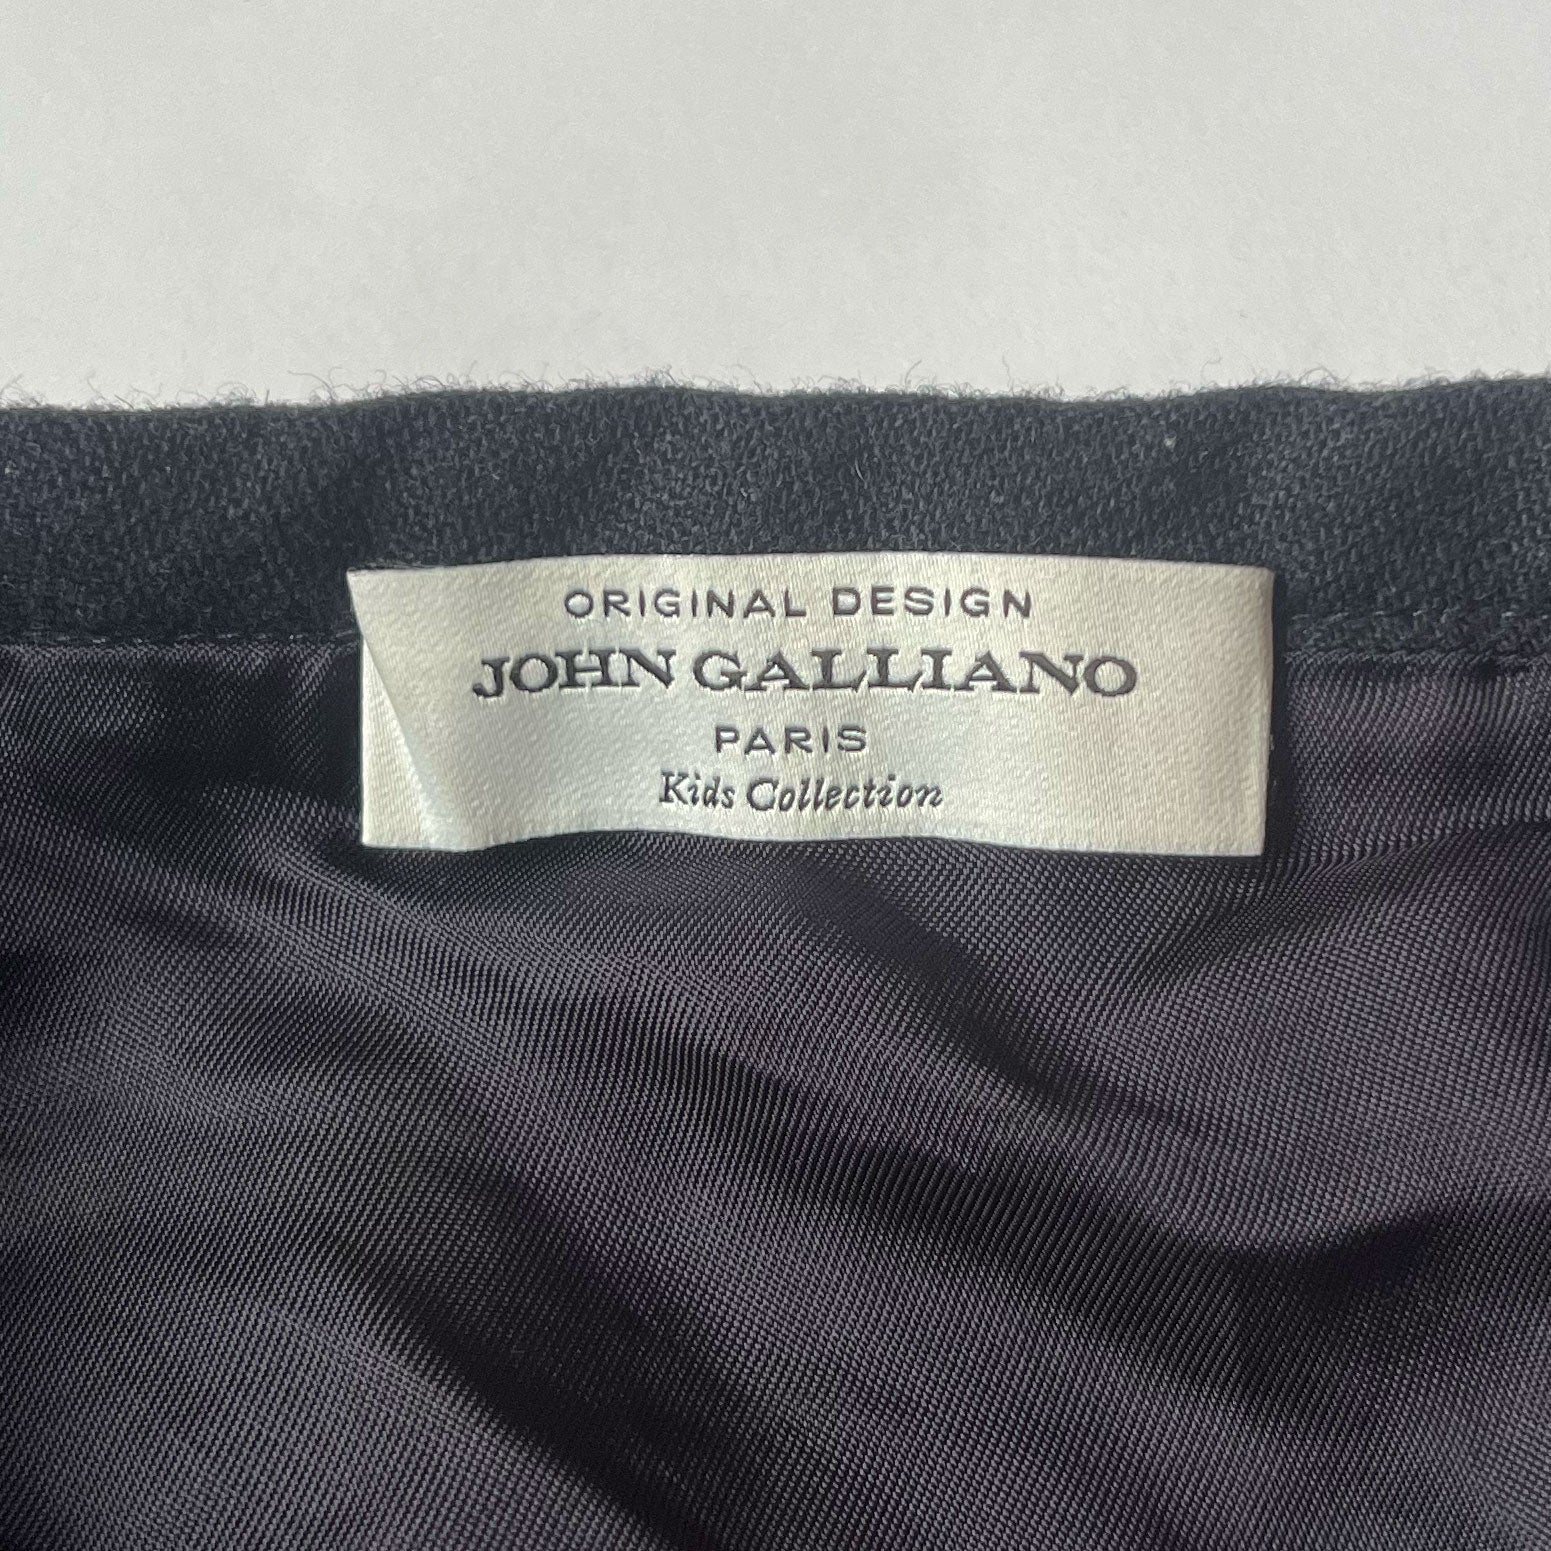 ORIGINAL DESIGN
JOHN GALLIANO
PARIS
Kids Collection